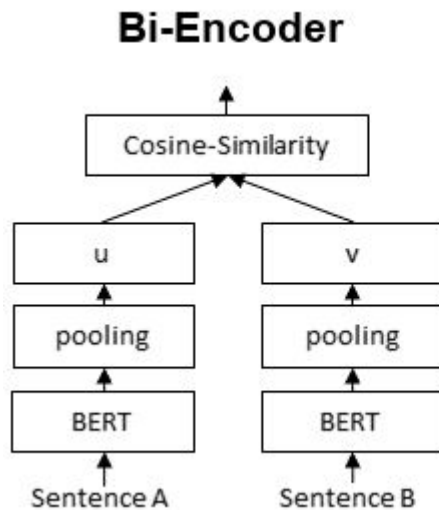 Bi-Encoder
Cosine-Similarity
u
v
pooling
pooling
BERT
BERT
Sentence A
Sentence B